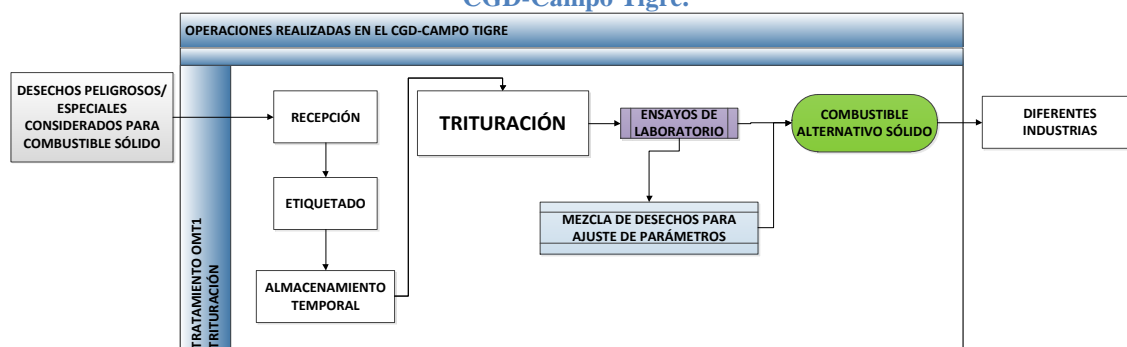 CGD-Campo Tigre.
OPERACIONES REALIZADAS EN EL CGD-CAMPO TIGRE
DESECHOS PELIGROSOS/
ESPECIALES
CONSIDERADOS PARA
COMBUSTIBLE SÓLIDO
TRATAMIENTO OMT1
TRITURACIÓN
RECEPCIÓN
ETIQUETADO
ALMACENAMIENTO
TEMPORAL
TRITURACIÓN
ENSAYOS DE
LABORATORIO
MEZCLA DE DESECHOS PARA
AJUSTE DE PARÁMETROS
COMBUSTIBLE
ALTERNATIVO SÓLIDO
DIFERENTES
INDUSTRIAS